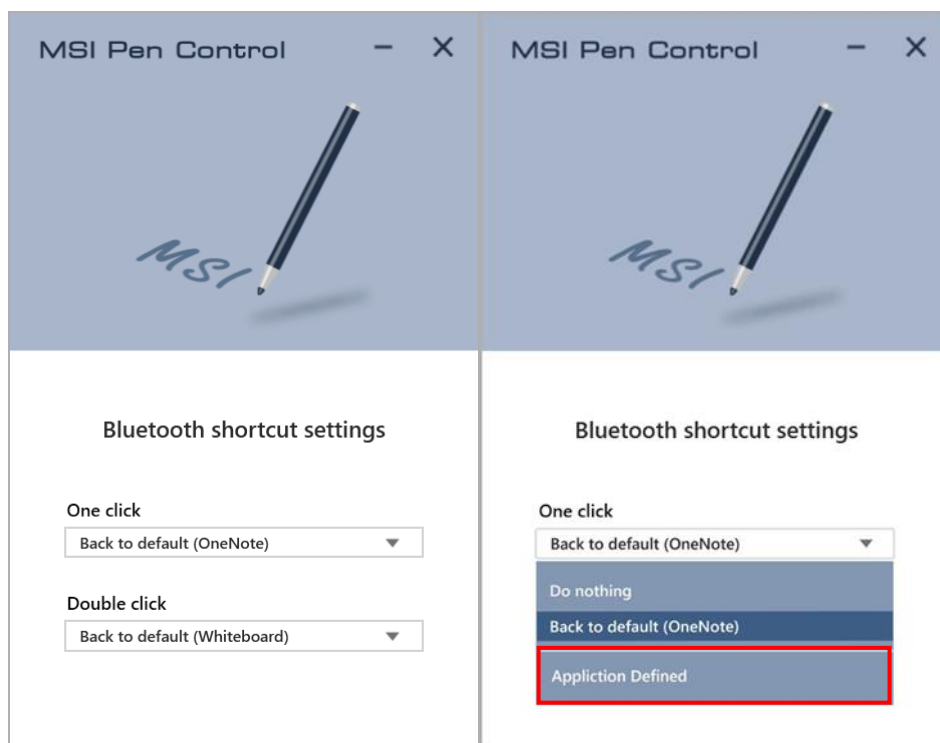 MSI Pen Control
MSI
Bluetooth shortcut settings
One click
Back to default (OneNote)
Double click
Back to default (Whiteboard)
MSI Pen Control
MSI
Bluetooth shortcut settings
One click
Back to default (OneNote)
Do nothing
Back to default (OneNote)
Appliction Defined